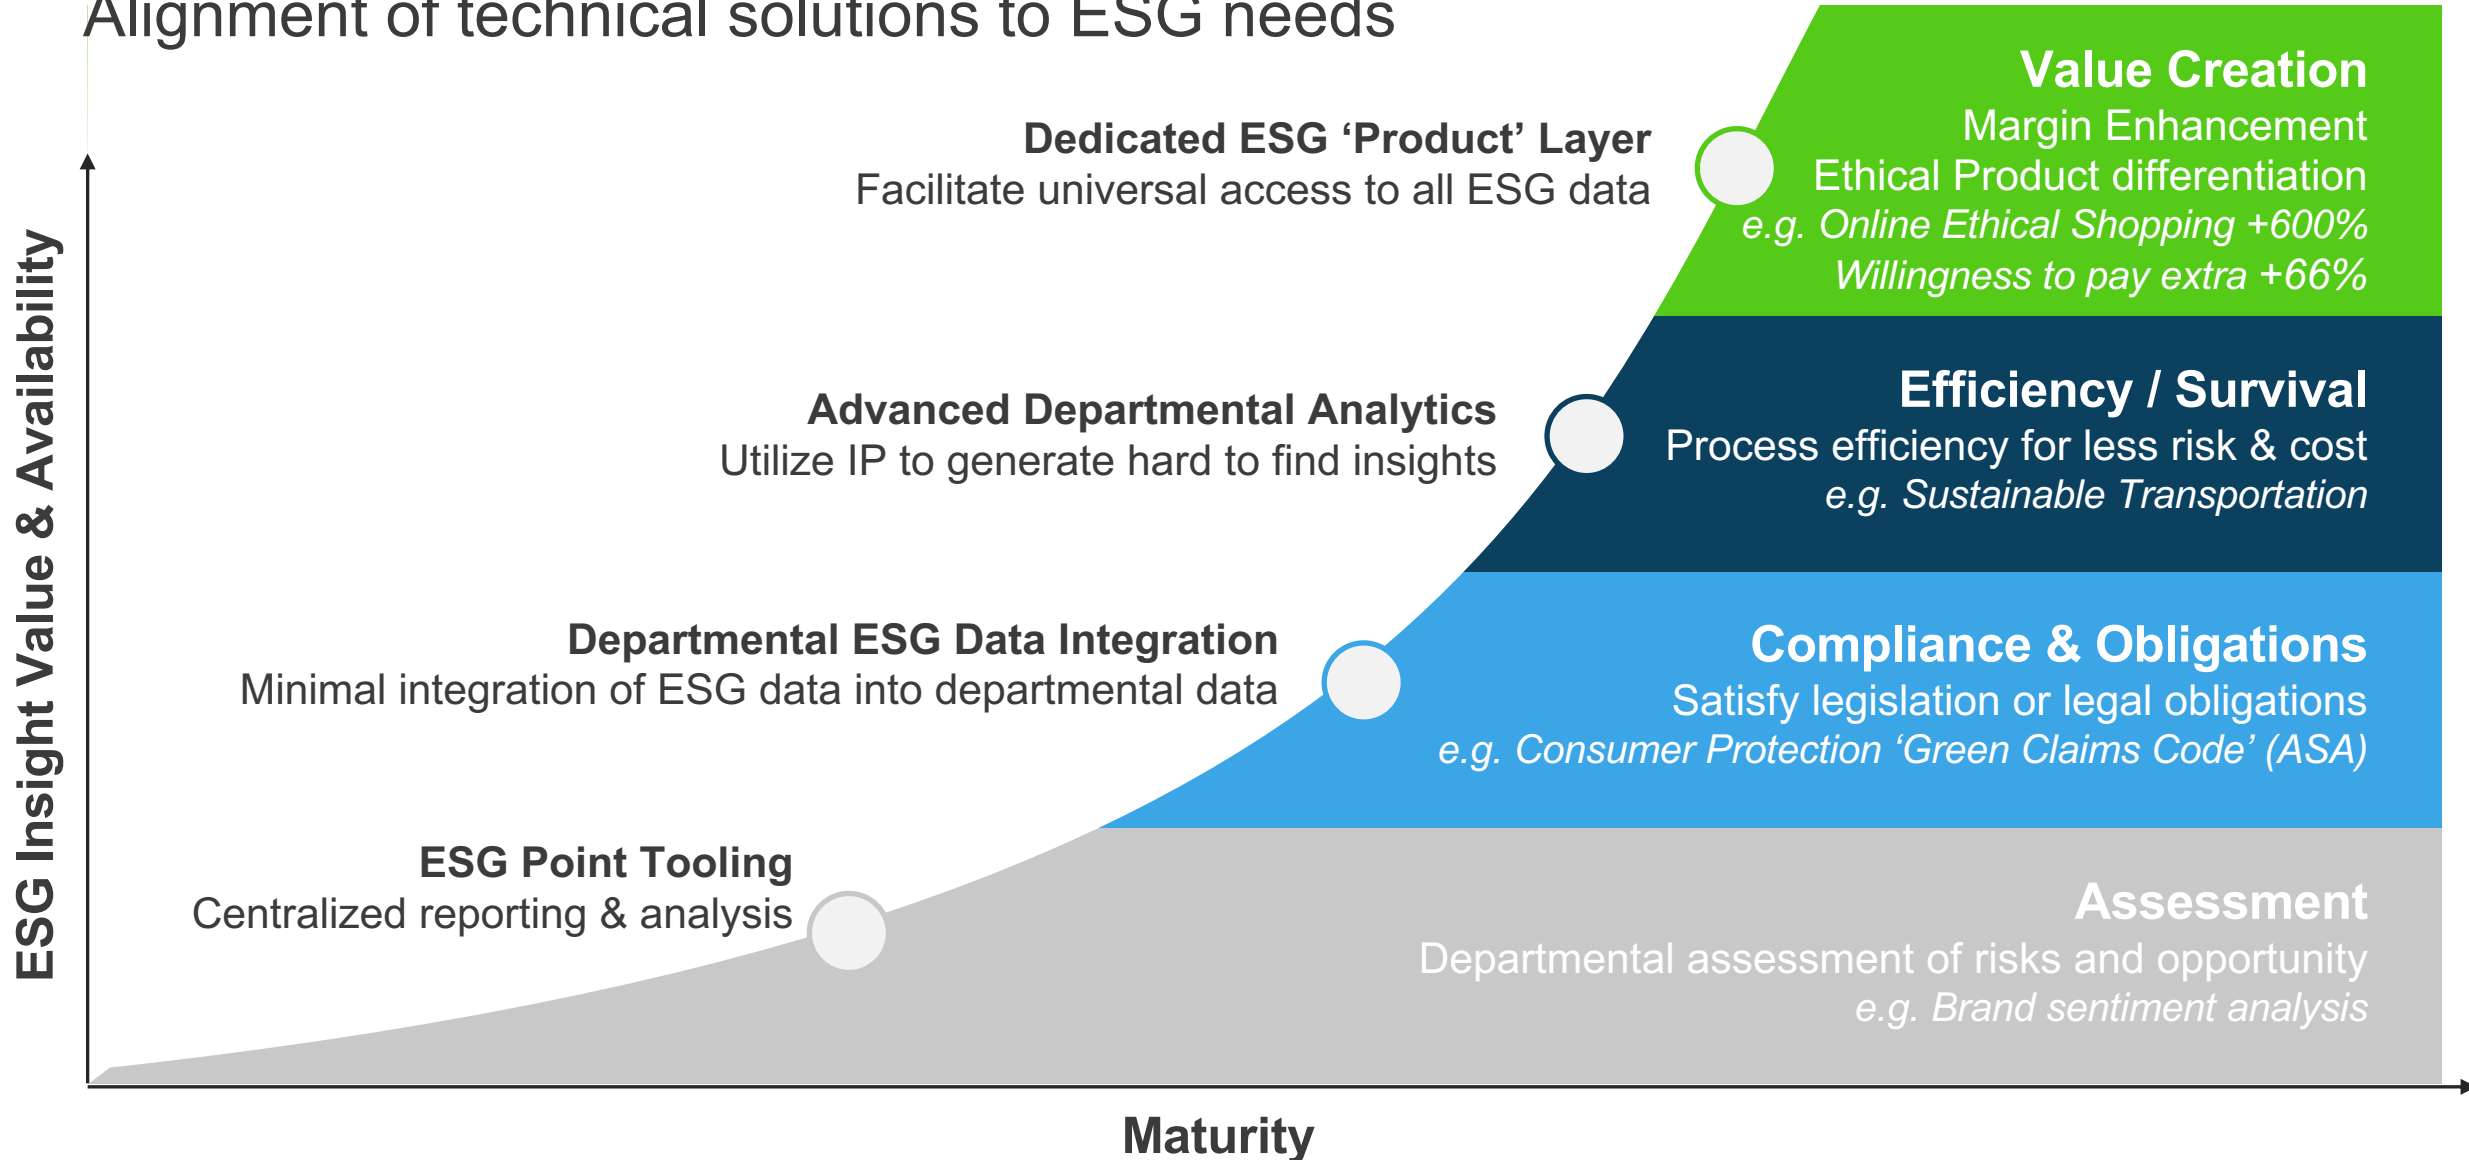 Alignment of technical solutions to ESG needs
Value Creation
Margin Enhancement
Ethical Product differentiation
e.g. Online Ethical Shopping +600%
Willingness to pay extra +66%
Dedicated ESG ‘Product’ Layer
Facilitate universal access to all ESG data
Efficiency / Survival
Process efficiency for less risk & cost
e.g. Sustainable Transportation
Advanced Departmental Analytics
Utilize IP to generate hard to find insights
Compliance & Obligations
Satisfy legislation or legal obligations
e.g. Consumer Protection ‘Green Claims Code’ (ASA)
Departmental ESG Data Integration
Minimal integration of ESG data into departmental data
Assessment
Departmental assessment of risks and opportunity
e.g. Brand sentiment analysis
ESG Point Tooling
Centralized reporting & analysis
ESG Insight Value & Availability
Maturity